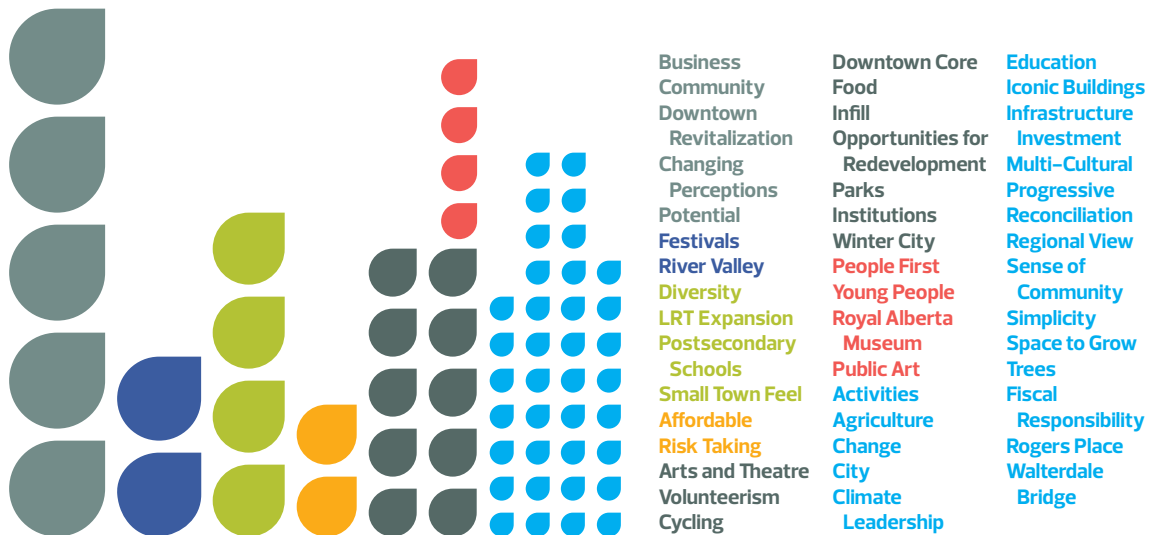 Business
Community
Downtown
Revitalization
Changing
Perceptions
Potential
Festivals
River Valley
Diversity
LRT Expansion
Postsecondary
Schools
Small Town Feel
Affordable
Risk Taking
Arts and Theatre
Volunteerism
Cycling
Downtown Core
Food
Infill
Opportunities for
Redevelopment
Parks
Institutions
Winter City
People First
Young People
Royal Alberta
Museum
Public Art
Activities
Agriculture
Change
City
Climate
Leadership
Education
Iconic Buildings
Infrastructure
Investment
Multi-Cultural
Progressive
Reconciliation
Regional View
Sense of
Community
Simplicity
Space to Grow
Trees
Fiscal
Responsibility
Rogers Place
Walterdale
Bridge